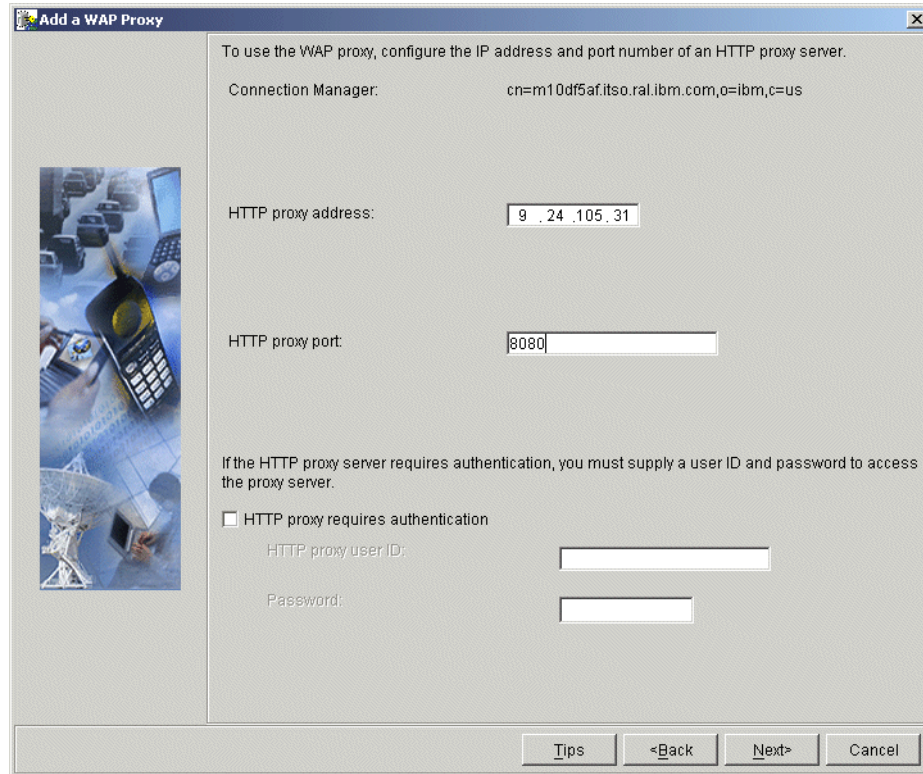 Add a WAP Proxy
To use the WAP proxy, configure the IP address and port number of an HTTP proxy server.
Connection Manager: cn=m10df5af.itso.ral.ibm.com,o=ibm,c=us
HTTP proxy address: 9 .24 .105.31
HTTP proxy port: 8080
If the HTTP proxy server requires authentication, you must supply a user ID and password to access
the proxy server.
HTTP proxy requires authentication
HTTP proxy user ID:
Password:
Tips <Back Next> Cancel